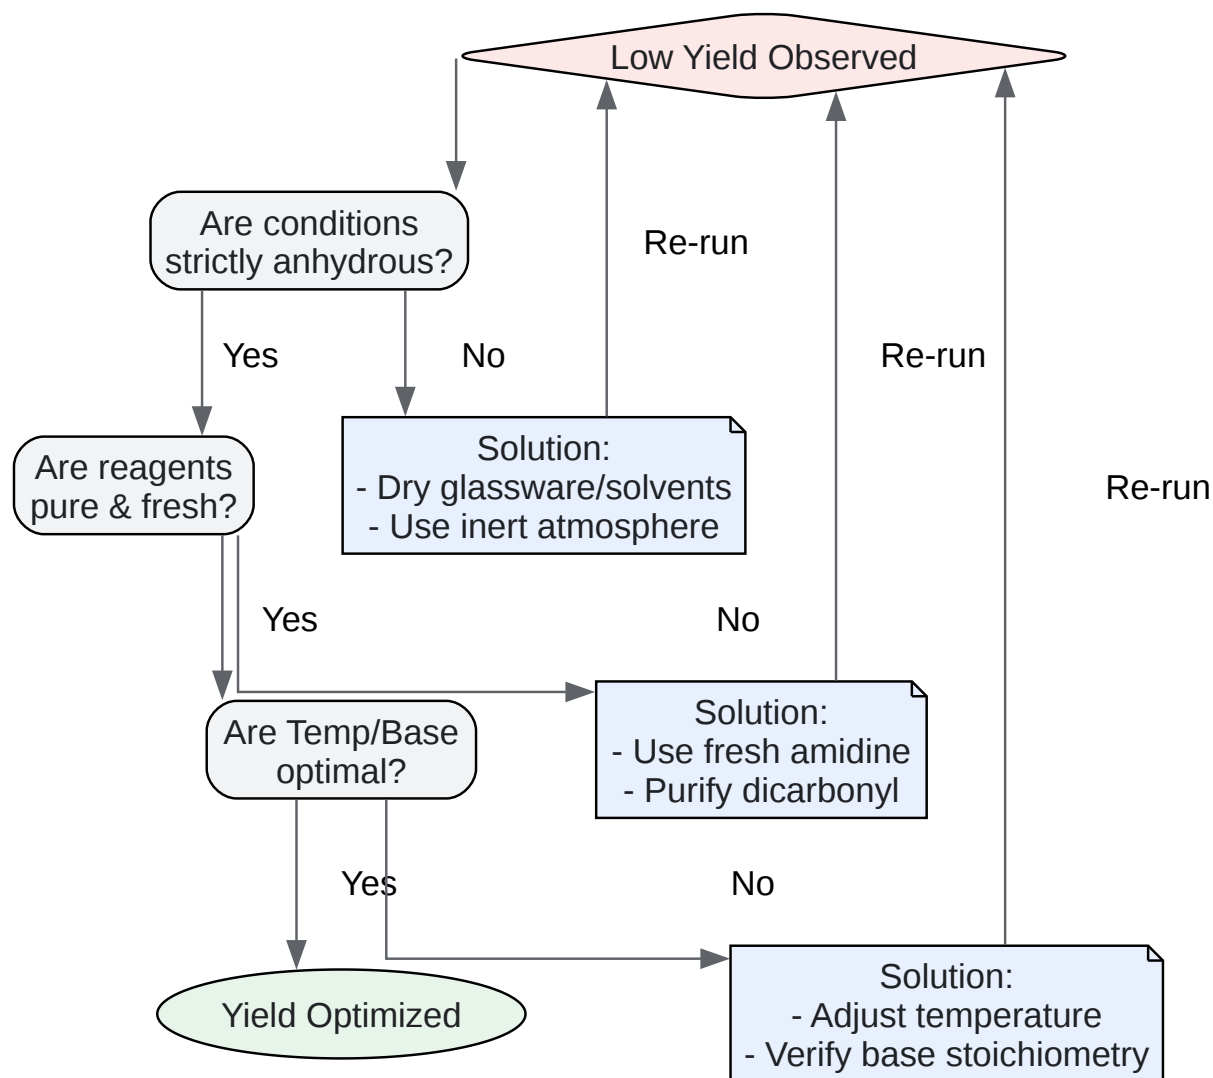 Low Yield Observed
Are conditions
strictly anhydrous?
Re-run
Yes
No
Re-run
Are reagents
pure & fresh?
Solution:
- Dry glassware/solvents
- Use inert atmosphere
Re-run
Yes
No
Are Temp/Base
optimal?
Solution:
- Use fresh amidine
- Purify dicarbonyl
Yes
No
Yield Optimized
Solution:
- Adjust temperature
- Verify base stoichiometry